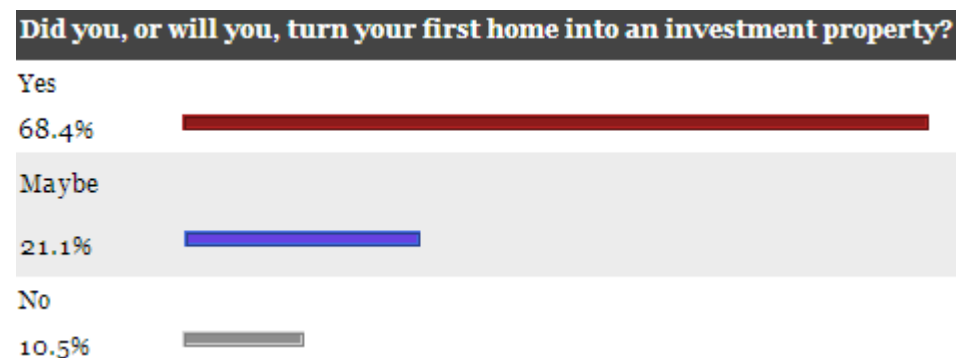 Did you, or will you, turn your first home into an investment property?
Yes
68.4%
Maybe
21.1%
No
10.5%